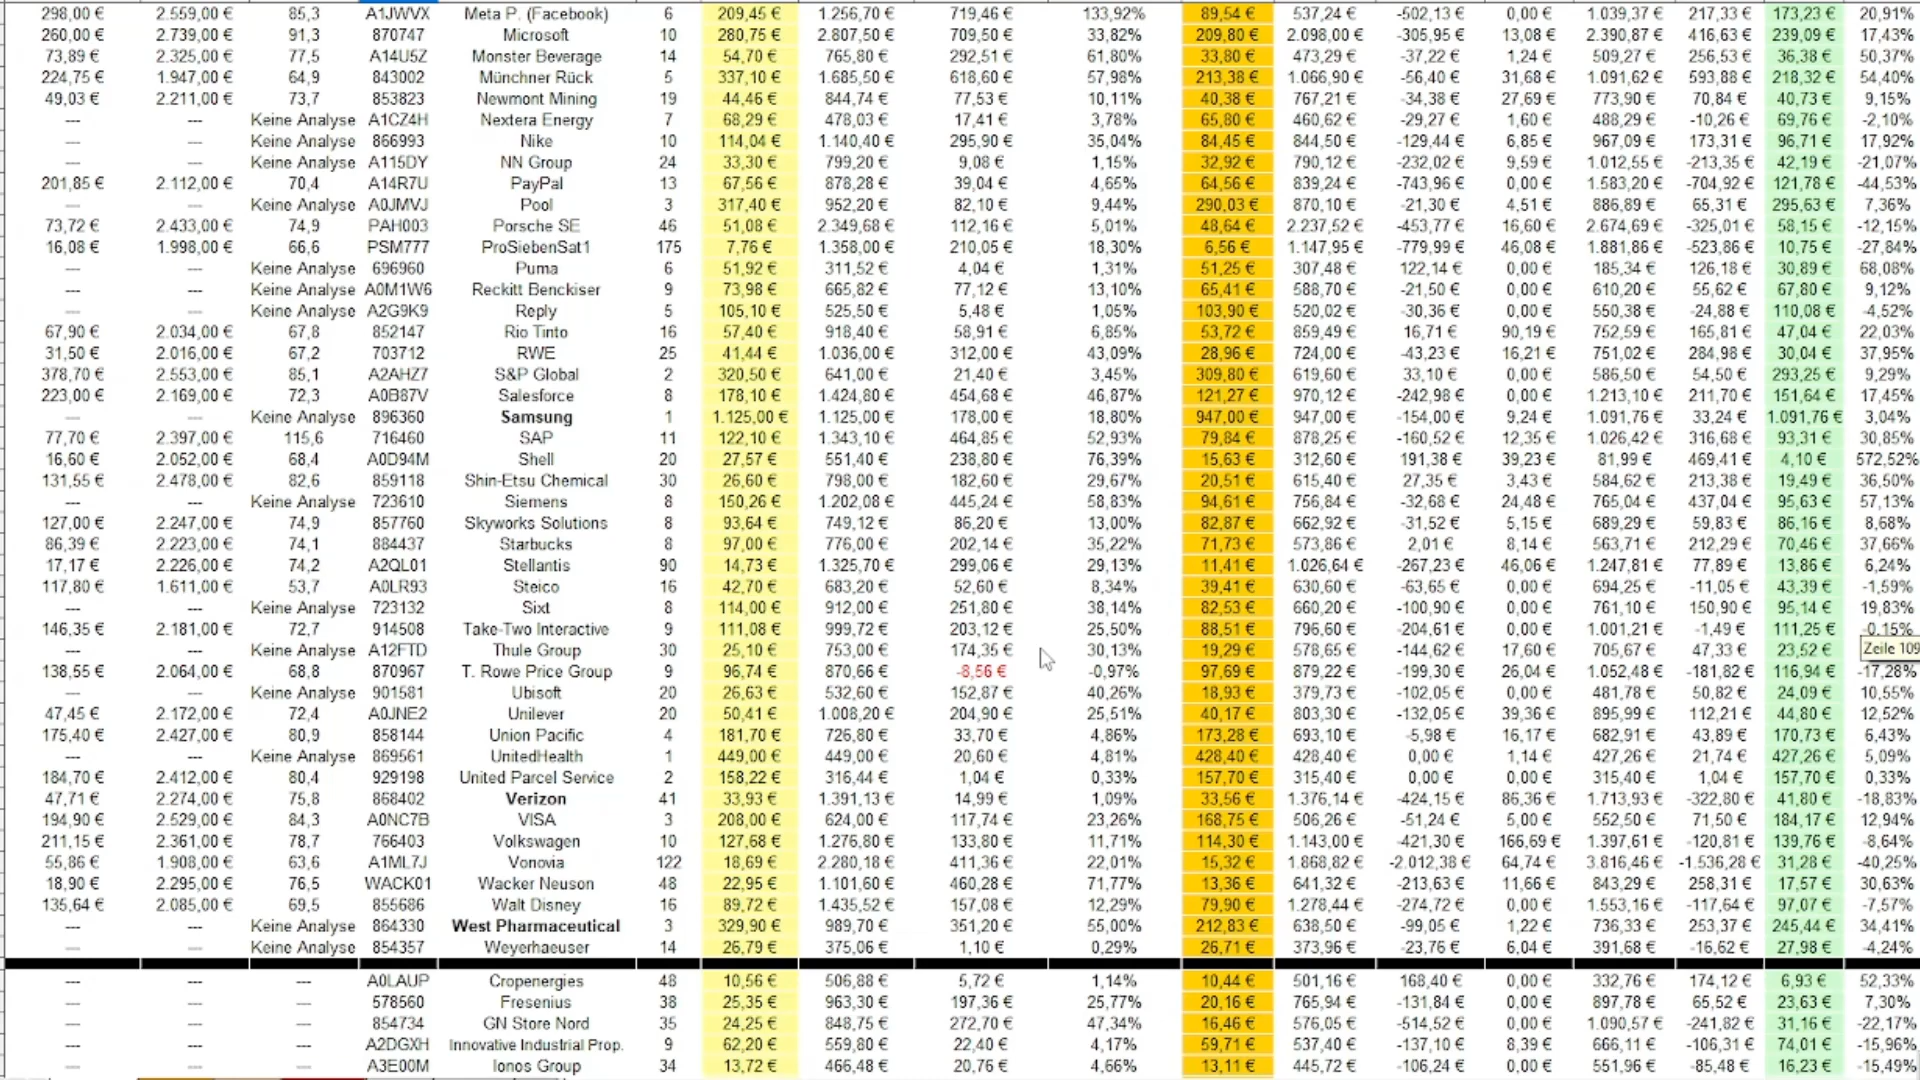 298,00 € 2.559,00 € 85,3 A1JWVX Meta P. (Facebook) 6 209,45 € 1.256,70 € 719,46 € 133,92% 89,54 € 537,24 € -502,13 € 0,00 € 1.039,37 € 217,33 € 173,23 € 20,91%
260,00 € 2.739,00 € 91,3 870747 Microsoft 10 280,75 € 2.807,50 € 709,50 € 33,82% 209,80 € 2.098,00 € -305,95 € 13,08 € 2.390,87 € 416,63 € 239,09 € 17,43%
73,89 € 2.325,00 € 77,5 A14U5Z Monster Beverage 14 54,70 € 765,80 € 292,51 € 61,80% 33,80 € 473,29 € -37,22 € 1,24 € 509,27 € 256,53 € 36,38 € 50,37%
224,75 € 1.947,00 € 64,9 843002 Münchner Rück 5 337,10 € 1.685,50 € 618,60 € 57,98% 213,38 € 1.066,90 € -56,40 € 31,68 € 1.091,62 € 593,88 € 218,32 € 54,40%
49,03 € 2.211,00 € 73,7 853823 Newmont Mining 19 44,46 € 844,74 € 77,53 € 10,11% 40,38 € 767,21 € -34,38 € 27,69 € 773,90 € 70,84 € 40,73 € 9,15%
--- --- Keine Analyse A1CZ4H Nextera Energy 7 68,29 € 478,03 € 17,41 € 3,78% 65,80 € 460,62 € -29,27 € 1,60 € 488,29 € -10,26 € 69,76 € -2,10%
--- --- Keine Analyse 866993 Nike 10 114,04 € 1.140,40 € 295,90 € 35,04% 84,45 € 844,50 € -129,44 € 6,85 € 967,09 € 173,31 € 96,71 € 17,92%
--- --- Keine Analyse A115DY NN Group 24 33,30 € 799,20 € 9,08 € 1,15% 32,92 € 790,12 € -232,02 € 9,59 € 1.012,55 € -213,35 € 42,19 € -21,07%
201,85 € 2.112,00 € 70,4 A14R7U PayPal 13 67,56 € 878,28 € 39,04 € 4,65% 64,56 € 839,24 € -743,96 € 0,00 € 1.583,20 € -704,92 € 121,78 € -44,53%
--- --- Keine Analyse A0JMVJ Pool 3 317,40 € 952,20 € 82,10 € 9,44% 290,03 € 870,10 € -21,30 € 4,51 € 886,89 € 65,31 € 295,63 € 7,36%
73,72 € 2.433,00 € 74,9 PAH003 Porsche SE 46 51,08 € 2.349,68 € 112,16 € 5,01% 48,64 € 2.237,52 € -453,77 € 16,60 € 2.674,69 € -325,01 € 58,15 € -12,15%
16,08 € 1.998,00 € 66,6 PSM777 ProSiebenSat1 175 7,76 € 1.358,00 € 210,05 € 18,30% 6,56 € 1.147,95 € -779,99 € 46,08 € 1.881,86 € -523,86 € 10,75 € -27,84%
--- --- Keine Analyse 696960 Puma 6 51,92 € 311,52 € 4,04 € 1,31% 51,25 € 307,48 € 122,14 € 0,00 € 185,34 € 126,18 € 30,89 € 68,08%
--- --- Keine Analyse A0M1W6 Reckitt Benckiser 9 73,98 € 665,82 € 77,12 € 13,10% 65,41 € 588,70 € -21,50 € 0,00 € 610,20 € 55,62 € 67,80 € 9,12%
--- --- Keine Analyse A2G9K9 Reply 5 105,10 € 525,50 € 5,48 € 1,05% 103,90 € 520,02 € -30,36 € 0,00 € 550,38 € -24,88 € 110,08 € -4,52%
67,90 € 2.034,00 € 67,8 852147 Rio Tinto 16 57,40 € 918,40 € 58,91 € 6,85% 53,72 € 859,49 € 16,71 € 90,19 € 752,59 € 165,81 € 47,04 € 22,03%
31,50 € 2.016,00 € 67,2 703712 RWE 25 41,44 € 1.036,00 € 312,00 € 43,09% 28,96 € 724,00 € -43,23 € 16,21 € 751,02 € 284,98 € 30,04 € 37,95%
378,70 € 2.553,00 € 85,1 A2AHZ7 S&P Global 2 320,50 € 641,00 € 21,40 € 3,45% 309,80 € 619,60 € 33,10 € 0,00 € 586,50 € 54,50 € 293,25 € 9,29%
223,00 € 2.169,00 € 72,3 A0B87V Salesforce 8 178,10 € 1.424,80 € 454,68 € 46,87% 121,27 € 970,12 € -242,98 € 0,00 € 1.213,10 € 211,70 € 151,64 € 17,45%
--- --- Keine Analyse 896360 Samsung 1 1.125,00 € 1.125,00 € 178,00 € 18,80% 947,00 € 947,00 € -154,00 € 9,24 € 1.091,76 € 33,24 € 1.091,76 € 3,04%
77,70 € 2.397,00 € 115,6 716460 SAP 11 122,10 € 1.343,10 € 464,85 € 52,93% 79,84 € 878,25 € -160,52 € 12,35 € 1.026,42 € 316,68 € 93,31 € 30,85%
16,60 € 2.052,00 € 68,4 A0D94M Shell 20 27,57 € 551,40 € 238,80 € 76,39% 15,63 € 312,60 € 191,38 € 39,23 € 81,99 € 469,41 € 4,10 € 572,52%
131,55 € 2.478,00 € 82,6 859118 Shin-Etsu Chemical 30 26,60 € 798,00 € 182,60 € 29,67% 20,51 € 615,40 € 27,35 € 3,43 € 584,62 € 213,38 € 19,49 € 36,50%
--- --- Keine Analyse 723610 Siemens 8 150,26 € 1.202,08 € 445,24 € 58,83% 94,61 € 756,84 € -32,68 € 24,48 € 765,04 € 437,04 € 95,63 € 57,13%
127,00 € 2.247,00 € 74,9 857760 Skyworks Solutions 8 93,64 € 749,12 € 86,20 € 13,00% 82,87 € 662,92 € -31,52 € 5,15 € 689,29 € 59,83 € 86,16 € 8,68%
86,39 € 2.223,00 € 74,1 884437 Starbucks 8 97,00 € 776,00 € 202,14 € 35,22% 71,73 € 573,86 € 2,01 € 8,14 € 563,71 € 212,29 € 70,46 € 37,66%
17,17 € 2.226,00 € 74,2 A2QL01 Stellantis 90 14,73 € 1.325,70 € 299,06 € 29,13% 11,41 € 1.026,64 € -267,23 € 46,06 € 1.247,81 € 77,89 € 13,86 € 6,24%
117,80 € 1.611,00 € 53,7 A0LR93 Steico 16 42,70 € 683,20 € 52,60 € 8,34% 39,41 € 630,60 € -63,65 € 0,00 € 694,25 € -11,05 € 43,39 € -1,59%
--- --- Keine Analyse 723132 Sixt 8 114,00 € 912,00 € 251,80 € 38,14% 82,53 € 660,20 € -100,90 € 0,00 € 761,10 € 150,90 € 95,14 € 19,83%
146,35 € 2.181,00 € 72,7 914508 Take-Two Interactive 9 111,08 € 999,72 € 203,12 € 25,50% 88,51 € 796,60 € -204,61 € 0,00 € 1.001,21 € -1,49 € 111,25 € -0,15%
--- --- Keine Analyse A12FTD Thule Group 30 25,10 € 753,00 € 174,35 € 30,13% 19,29 € 578,65 € -144,62 € 17,60 € 705,67 € 47,33 € 23,52 € Zeile 109
138,55 € 2.064,00 € 68,8 870967 T. Rowe Price Group 9 96,74 € 870,66 € -8,56 € -0,97% 97,69 € 879,22 € -199,30 € 26,04 € 1.052,48 € -181,82 € 116,94 € -17,28%
--- --- Keine Analyse 901581 Ubisoft 20 26,63 € 532,60 € 152,87 € 40,26% 18,93 € 379,73 € -102,05 € 0,00 € 481,78 € 50,82 € 24,09 € 10,55%
47,45 € 2.172,00 € 72,4 A0JNE2 Unilever 20 50,41 € 1.008,20 € 204,90 € 25,51% 40,17 € 803,30 € -132,05 € 39,36 € 895,99 € 112,21 € 44,80 € 12,52%
175,40 € 2.427,00 € 80,9 858144 Union Pacific 4 181,70 € 726,80 € 33,70 € 4,86% 173,28 € 693,10 € -5,98 € 16,17 € 682,91 € 43,89 € 170,73 € 6,43%
--- --- Keine Analyse 869561 UnitedHealth 1 449,00 € 449,00 € 20,60 € 4,81% 428,40 € 428,40 € 0,00 € 1,14 € 427,26 € 21,74 € 427,26 € 5,09%
184,70 € 2.412,00 € 80,4 929198 United Parcel Service 2 158,22 € 316,44 € 1,04 € 0,33% 157,70 € 315,40 € 0,00 € 0,00 € 315,40 € 1,04 € 157,70 € 0,33%
47,71 € 2.274,00 € 75,8 868402 Verizon 41 33,93 € 1.391,13 € 14,99 € 1,09% 33,56 € 1.376,14 € -424,15 € 86,36 € 1.713,93 € -322,80 € 41,80 € -18,83%
194,90 € 2.529,00 € 84,3 A0NC7B VISA 3 208,00 € 624,00 € 117,74 € 23,26% 168,75 € 506,26 € -51,24 € 5,00 € 552,50 € 71,50 € 184,17 € 12,94%
211,15 € 2.361,00 € 78,7 766403 Volkswagen 10 127,68 € 1.276,80 € 133,80 € 11,71% 114,30 € 1.143,00 € -421,30 € 166,69 € 1.397,61 € -120,81 € 139,76 € -8,64%
55,86 € 1.908,00 € 63,6 A1ML7J Vonovia 122 18,69 € 2.280,18 € 411,36 € 22,01% 15,32 € 1.868,82 € -2.012,38 € 64,74 € 3.816,46 € -1.536,28 € 31,28 € -40,25%
18,90 € 2.295,00 € 76,5 WACK01 Wacker Neuson 48 22,95 € 1.101,60 € 460,28 € 71,77% 13,36 € 641,32 € -213,63 € 11,66 € 843,29 € 258,31 € 17,57 € 30,63%
135,64 € 2.085,00 € 69,5 855686 Walt Disney 16 89,72 € 1.435,52 € 157,08 € 12,29% 79,90 € 1.278,44 € -274,72 € 0,00 € 1.553,16 € -117,64 € 97,07 € -7,57%
--- --- Keine Analyse 864330 West Pharmaceutical 3 329,90 € 989,70 € 351,20 € 55,00% 212,83 € 638,50 € -99,05 € 1,22 € 736,33 € 253,37 € 245,44 € 34,41%
--- --- Keine Analyse 854357 Weyerhaeuser 14 26,79 € 375,06 € 1,10 € 0,29% 26,71 € 373,96 € -23,76 € 6,04 € 391,68 € -16,62 € 27,98 € -4,24%
--- --- --- A0LAUP Cropenergies 48 10,56 € 506,88 € 5,72 € 1,14% 10,44 € 501,16 € 168,40 € 0,00 € 332,76 € 174,12 € 6,93 € 52,33%
--- --- --- 578560 Fresenius 38 25,35 € 963,30 € 197,36 € 25,77% 20,16 € 765,94 € -131,84 € 0,00 € 897,78 € 65,52 € 23,63 € 7,30%
--- --- --- 854734 GN Store Nord 35 24,25 € 848,75 € 272,70 € 47,34% 16,46 € 576,05 € -514,52 € 0,00 € 1.090,57 € -241,82 € 31,16 € -22,17%
--- --- --- A2DGXH Innovative Industrial Prop. 9 62,20 € 559,80 € 22,40 € 4,17% 59,71 € 537,40 € -137,10 € 8,39 € 666,11 € -106,31 € 74,01 € -15,96%
--- --- --- A3E00M Ionos Group 34 13,72 € 466,48 € 20,76 € 4,66% 13,11 € 445,72 € -106,24 € 0,00 € 551,96 € -85,48 € 16,23 € -15,49%